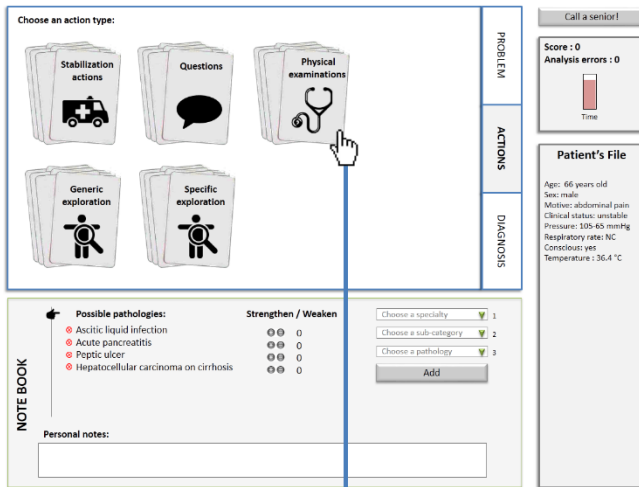 Choose an action type:
Stabilization
actions
Questions
Physical
examinations
Generic
exploration
Specific
exploration
PROBLEM
ACTIONS
DIAGNOSIS
Call a senior!
Score : 0
Analysis errors : 0
Time
Patient's File
Age: 66 years old
Sex: male
Motive: abdominal pain
Clinical status: unstable
Pressure: 105-65 mmHg
Respiratory rate: NC
Conscious: yes
Temperature : 36.4 °C
NOTE BOOK
Possible pathologies:
Strengthen / Weaken
Ascitic liquid infection
0
Acute pancreatitis
0
Peptic ulcer
0
Hepatocellular carcinoma on cirrhosis
0
Choose a specialty
1
Choose a sub-category
2
Choose a pathology
3
Add
Personal notes: